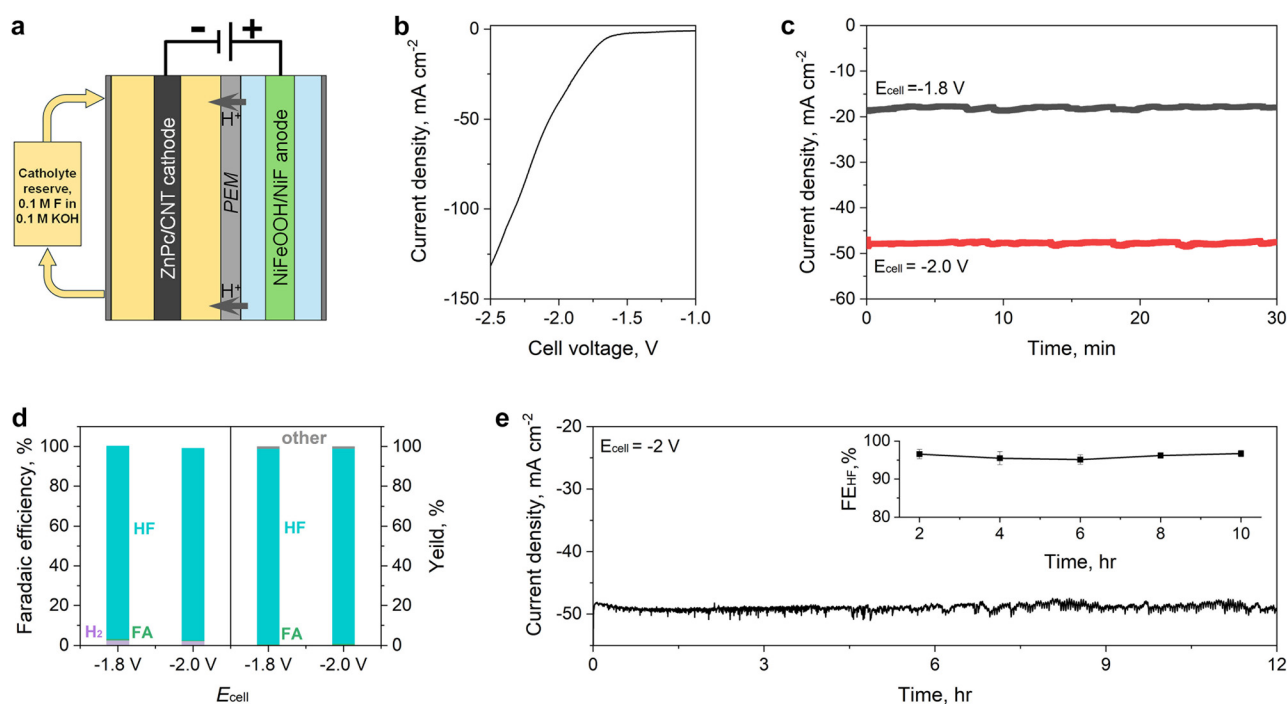 a
-
+
Catholyte
reserve,
0.1 M F in
0.1 M KOH
ZnPc/CNT cathode
H+
PEM
H+
NiFeOOH/NiF anode
b
Current density, mA cm-2
0
-50
-100
-150
-2.5
-2.0
-1.5
-1.0
Cell voltage, V
c
Current density, mA cm-2
0
-10
-20
-30
-40
-50
-60
Ecell =-1.8 V
Ecell = -2.0 V
0
10
20
30
Time, min
d
Faradaic efficiency, %
100
80
60
40
20
0
HF
H2
FA
-1.8 V
-2.0 V
other
HF
FA
-1.8 V
-2.0 V
100
80
60
40
20
0
Yeild, %
Ecell
e
Current density, mA cm-2
-20
-30
-40
-50
-60
Ecell = -2 V
FEHF, %
100
90
80
2
4
6
8
10
Time, hr
0
3
6
9
12
Time, hr